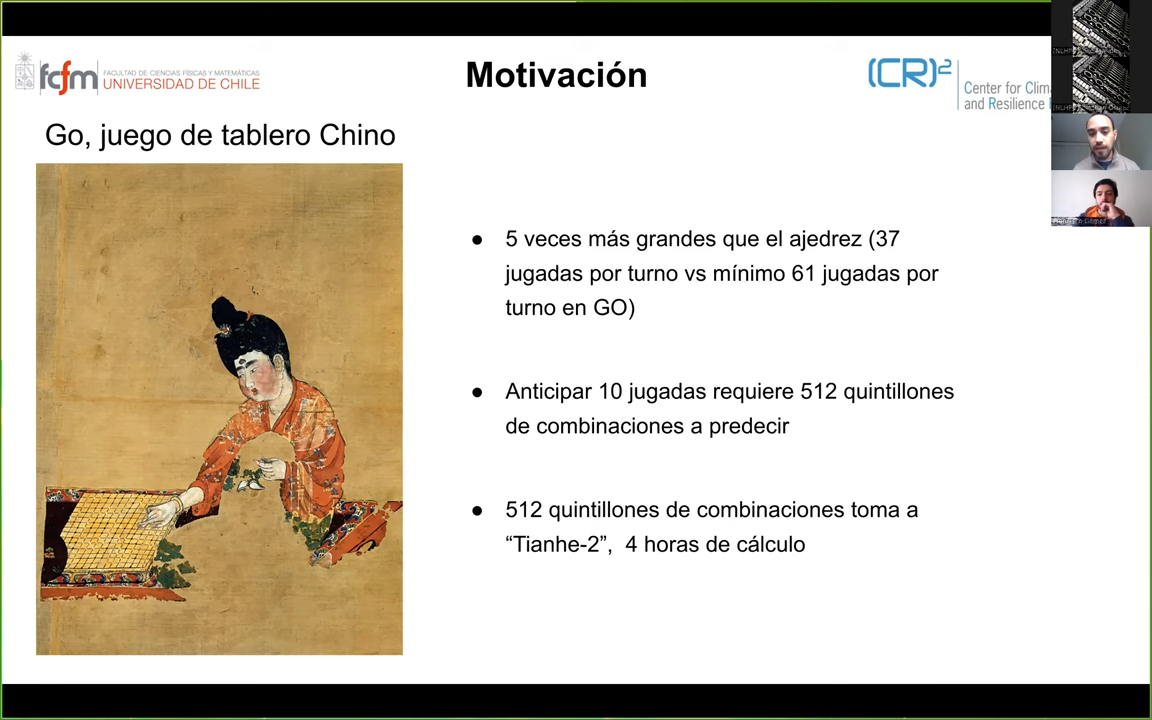 fcfm
FACULTAD DE CIENCIAS FÍSICAS Y MATEMÁTICAS
UNIVERSIDAD DE CHILE
Motivación
(CR)2
Center for Clim
and Resilience
Go, juego de tablero Chino
● 5 veces más grandes que el ajedrez (37
jugadas por turno vs mínimo 61 jugadas por
turno en GO)
● Anticipar 10 jugadas requiere 512 quintillones
de combinaciones a predecir
● 512 quintillones de combinaciones toma a
“Tianhe-2”,  4 horas de cálculo